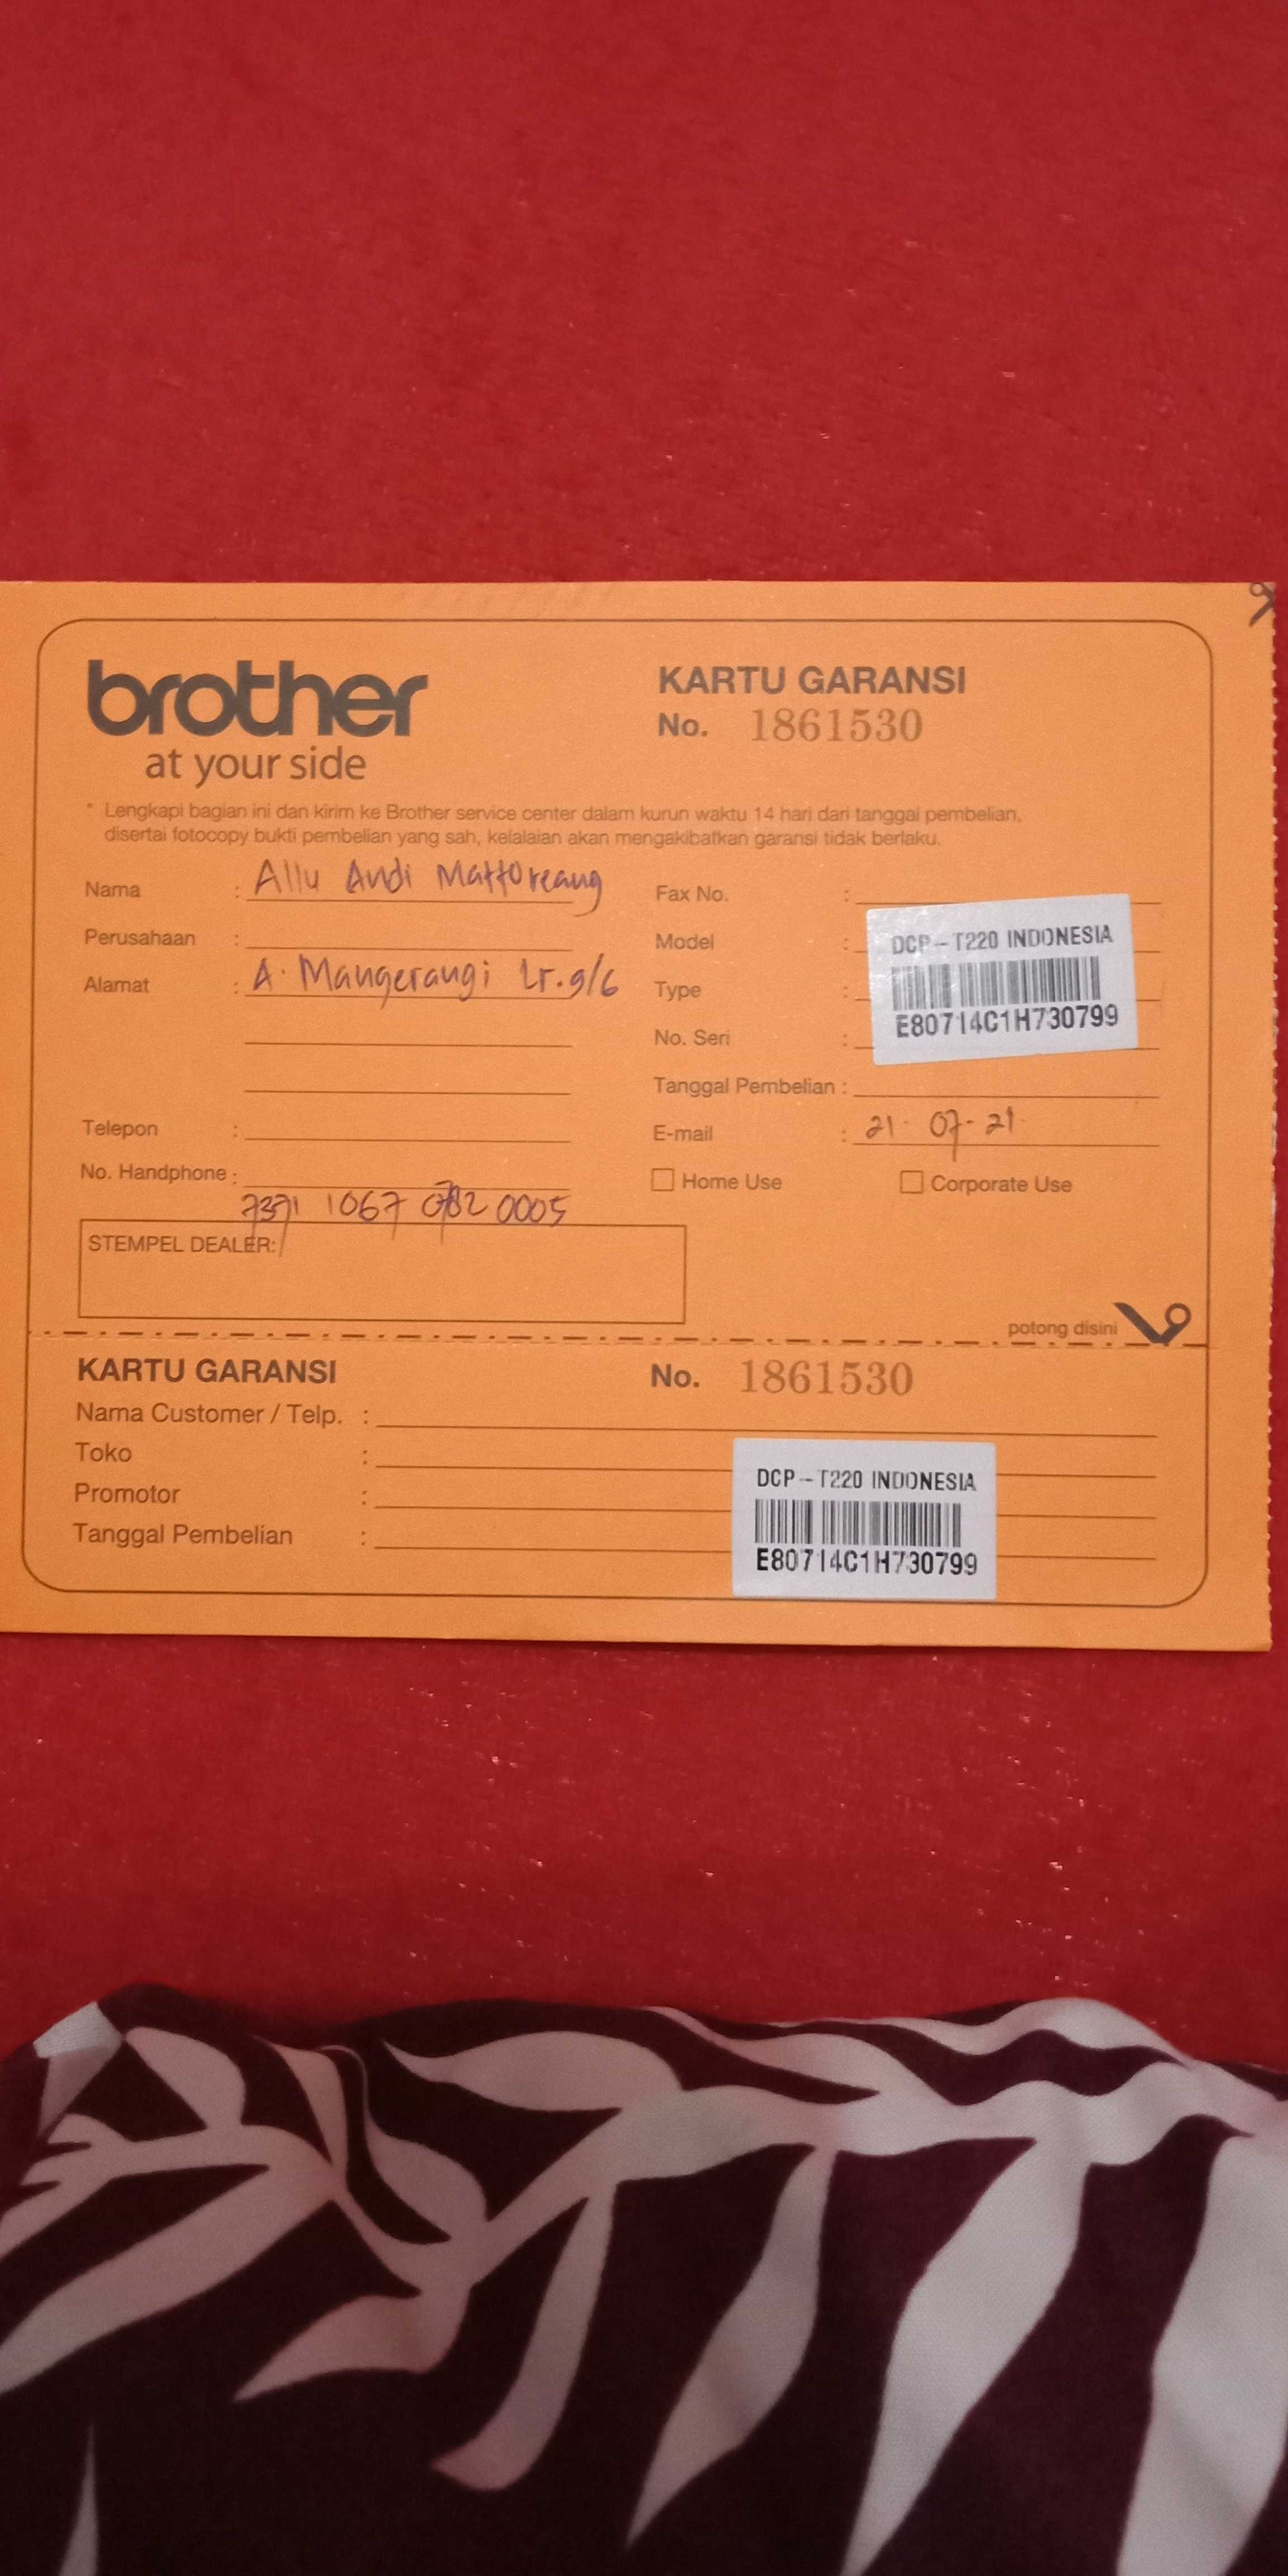 brother
at your side
KARTU GARANSI
No. 1861530
* Lengkapi bagian ini dan kirim ke Brother service center dalam kurun waktu 14 hari dari tanggal pembelian,
disertai fotocopy bukti pembelian yang sah, kelalaian akan mengakibatkan garansi tidak berlaku.
Nama : Allu Andi Mattoreang
Perusahaan :
Alamat : A. Mangerangi Lr. 9/6
Telepon :
No. Handphone :
7371 1067 0782 0005
STEMPEL DEALER:
Fax No. :
Model :
Type :
No. Seri :
DCP-T220 INDONESIA
E80714C1H730799
Tanggal Pembelian :
E-mail : 21-07-21
Home Use
Corporate Use
potong disini
KARTU GARANSI
No. 1861530
Nama Customer / Telp. :
Toko :
Promotor :
Tanggal Pembelian :
DCP-T220 INDONESIA
E80714C1H730799